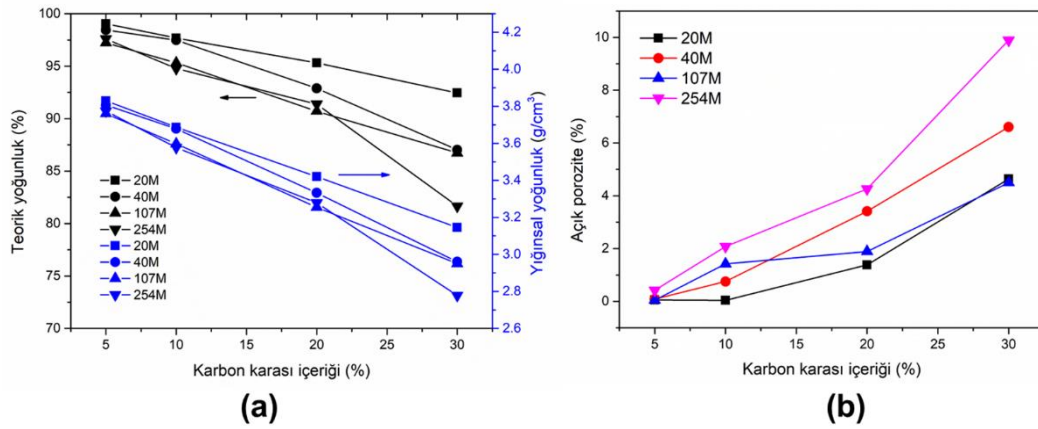 Teorik yoğunluk (%)
100
95
90
85
80
75
70
20M
40M
107M
254M
20M
40M
107M
254M
4.2
4.0
3.8
3.6
3.4
3.2
3.0
2.8
2.6
Yığınsal yoğunluk (g/cm³)
5 10 15 20 25 30
Karbon karası içeriği (%)
(a)
Açık porozite (%)
10
8
6
4
2
0
20M
40M
107M
254M
5 10 15 20 25 30
Karbon karası içeriği (%)
(b)